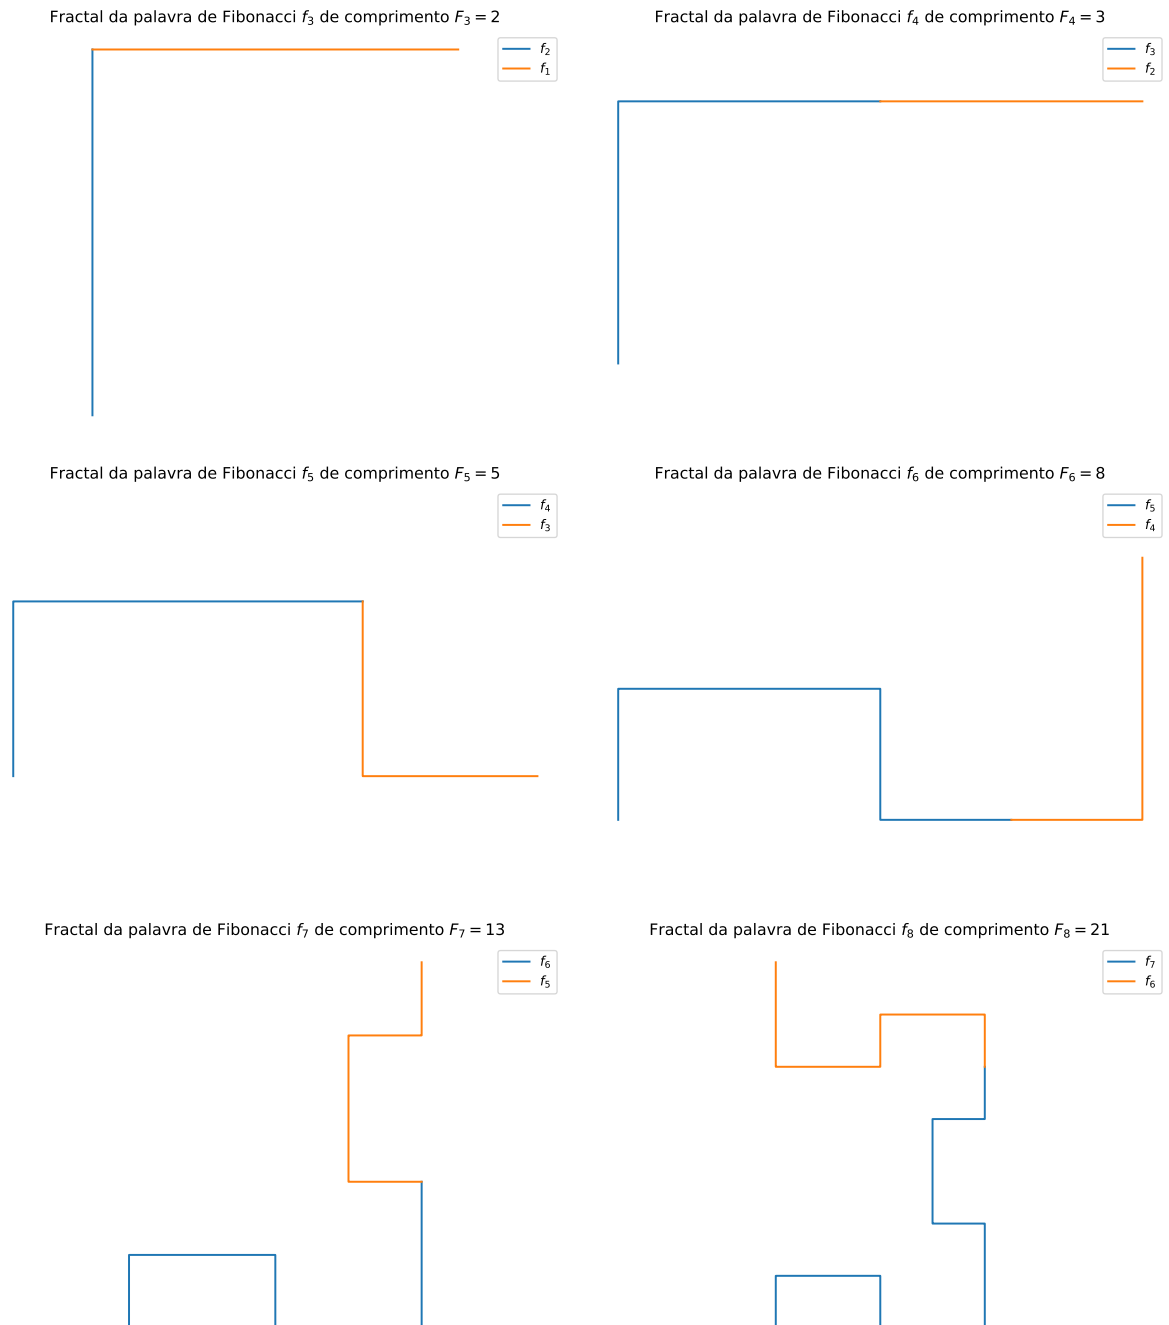 Fractal da palavra de Fibonacci f₃ de comprimento F₃ = 2
f₂
f₁
Fractal da palavra de Fibonacci f₄ de comprimento F₄ = 3
f₃
f₂
Fractal da palavra de Fibonacci f₅ de comprimento F₅ = 5
f₄
f₃
Fractal da palavra de Fibonacci f₆ de comprimento F₆ = 8
f₅
f₄
Fractal da palavra de Fibonacci f₇ de comprimento F₇ = 13
f₆
f₅
Fractal da palavra de Fibonacci f₈ de comprimento F₈ = 21
f₇
f₆